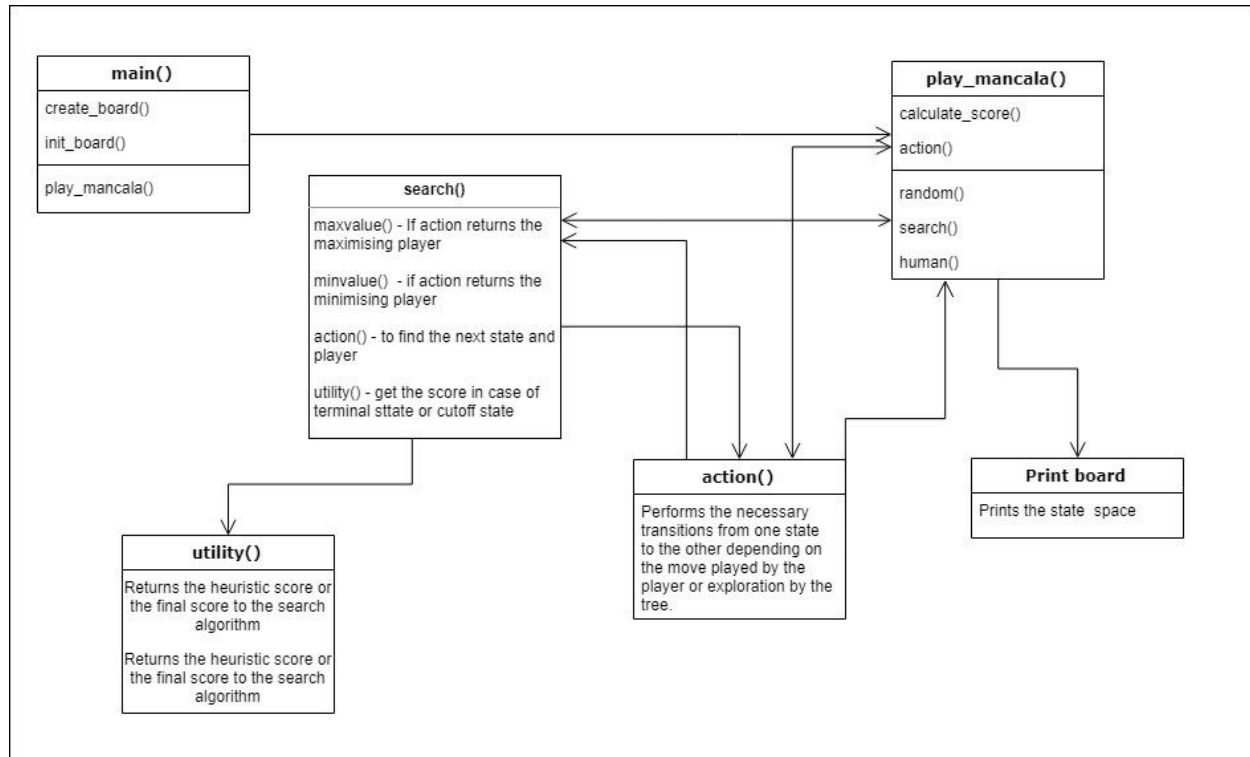 main()
create_board()
init_board()
play_mancala()
play_mancala()
calculate_score()
action()
random()
search()
human()
search()
maxvalue() - If action returns the
maximising player
minvalue() - if action returns the
minimising player
action() - to find the next state and
player
utility() - get the score in case of
terminal sttate or cutoff state
action()
Performs the necessary
transitions from one state
to the other depending on
the move played by the
player or exploration by the
tree.
Print board
Prints the state space
utility()
Returns the heuristic score or
the final score to the search
algorithm
Returns the heuristic score or
the final score to the search
algorithm